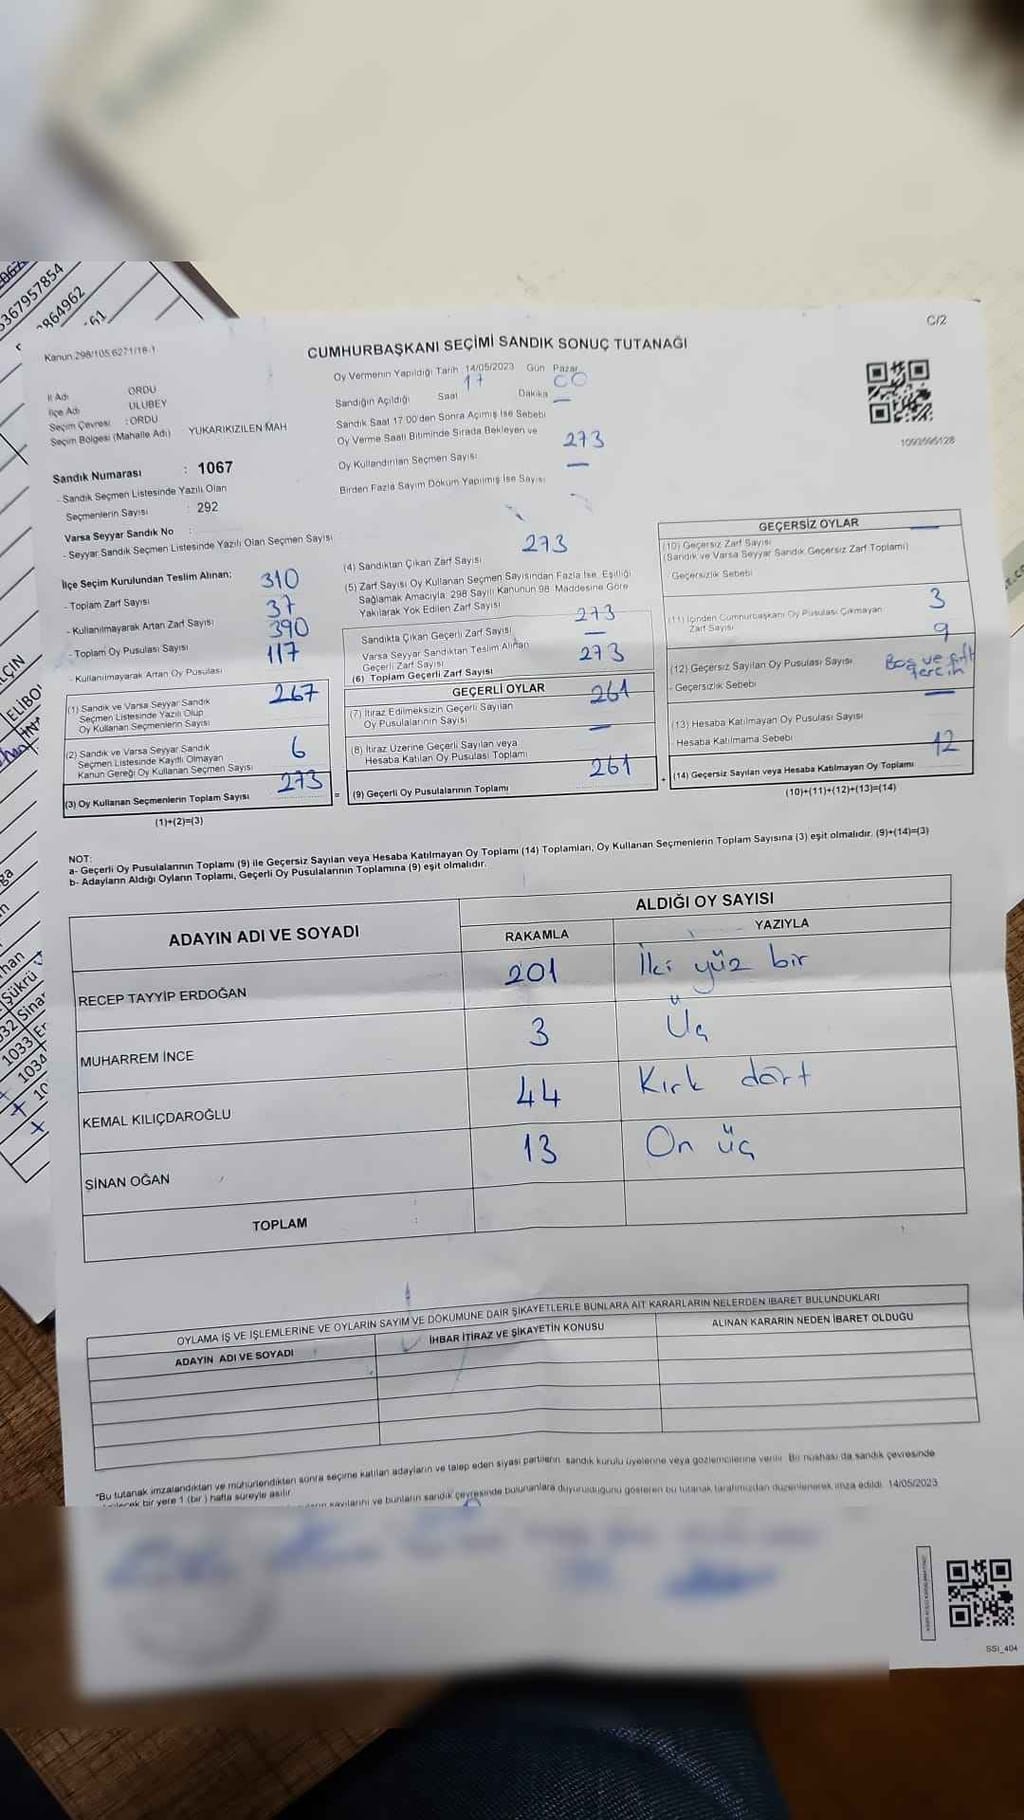 C/2
Kanun:298/105 6271/18-1
CUMHURBAŞKANI SEÇİMİ SANDIK SONUÇ TUTANAĞI
İl Adı ORDU
İlçe Adı ULUBEY
Seçim Çevresi : ORDU
Seçim Bölgesi (Mahalle Adı) YUKARIKIZILEN MAH
Sandık Numarası : 1067
- Sandık Seçmen Listesinde Yazılı Olan
Seçmenlerin Sayısı : 292
Varsa Seyyar Sandık No :
- Seyyar Sandık Seçmen Listesinde Yazılı Olan Seçmen Sayısı
İlçe Seçim Kurulundan Teslim Alınan:
- Toplam Zarf Sayısı 310
- Kullanılmayarak Artan Zarf Sayısı 37
- Toplam Oy Pusulası Sayısı 390
- Kullanılmayarak Artan Oy Pusulası 117
(1) Sandık ve Varsa Seyyar Sandık
Seçmen Listesinde Yazılı Olup
Oy Kullanan Seçmenlerin Sayısı 267
(2) Sandık ve Varsa Seyyar Sandık
Seçmen Listesinde Kayıtlı Olmayan
Kanun Gereği Oy Kullanan Seçmen Sayısı 6
(3) Oy Kullanan Seçmenlerin Toplam Sayısı 273
(1)+(2)=(3)
Oy Vermenin Yapıldığı Tarih 14/05/2023 Gün Pazar
Sandığın Açıldığı Saat 17 Dakika 00
Sandık Saat 17.00'den Sonra Açımış İse Sebebi —
Oy Verme Saati Bitiminde Sırada Bekleyen ve
Oy Kullandırılan Seçmen Sayısı 273
Birden Fazla Sayım Döküm Yapılmış İse Sayısı —
(4) Sandıktan Çıkan Zarf Sayısı 273
(5) Zarf Sayısı Oy Kullanan Seçmen Sayısından Fazla İse, Eşitliği
Sağlamak Amacıyla, 298 Sayılı Kanunun 98. Maddesine Göre
Yakılarak Yok Edilen Zarf Sayısı
Sandıkta Çıkan Geçerli Zarf Sayısı 273
Varsa Seyyar Sandıktan Teslim Alınan
Geçerli Zarf Sayısı —
(6) Toplam Geçerli Zarf Sayısı 273
GEÇERLİ OYLAR
(7) İtiraz Edilmeksizin Geçerli Sayılan
Oy Pusulalarının Sayısı 261
(8) İtiraz Üzerine Geçerli Sayılan veya
Hesaba Katılan Oy Pusulası Toplamı —
= (9) Geçerli Oy Pusulalarının Toplamı 261
1093595128
GEÇERSİZ OYLAR
(10) Geçersiz Zarf Sayısı —
(Sandık ve Varsa Seyyar Sandık Geçersiz Zarf Toplamı)
Geçersizlik Sebebi
(11) İçinden Cumhurbaşkanı Oy Pusulası Çıkmayan
Zarf Sayısı 3
(12) Geçersiz Sayılan Oy Pusulası Sayısı 9
- Geçersizlik Sebebi Boş ve çift tercih
(13) Hesaba Katılmayan Oy Pusulası Sayısı —
- Hesaba Katılmama Sebebi
+ (14) Geçersiz Sayılan veya Hesaba Katılmayan Oy Toplamı 12
(10)+(11)+(12)+(13)=(14)
NOT:
a- Geçerli Oy Pusulalarının Toplamı (9) ile Geçersiz Sayılan veya Hesaba Katılmayan Oy Toplamı (14) Toplamları, Oy Kullanan Seçmenlerin Toplam Sayısına (3) eşit olmalıdır. (9)+(14)=(3)
b- Adayların Aldığı Oyların Toplamı, Geçerli Oy Pusulalarının Toplamına (9) eşit olmalıdır.
ADAYIN ADI VE SOYADI ALDIĞI OY SAYISI
RAKAMLA YAZIYLA
RECEP TAYYİP ERDOĞAN 201 İki yüz bir
MUHARREM İNCE 3 Üç
KEMAL KILIÇDAROĞLU 44 Kırk dört
SİNAN OĞAN 13 On üç
TOPLAM
OYLAMA İŞ VE İŞLEMLERİNE VE OYLARIN SAYIM VE DÖKÜMÜNE DAİR ŞİKAYETLERLE BUNLARA AİT KARARLARIN NELERDEN İBARET BULUNDUKLARI
ADAYIN ADI VE SOYADI İHBAR İTİRAZ VE ŞİKAYETİN KONUSU ALINAN KARARIN NEDEN İBARET OLDUĞU
*Bu tutanak imzalandıktan ve mühürlendikten sonra seçime katılan adayların ve talep eden siyasi partilerin sandık kurulu üyelerine veya gözlemcilerine verilir. Bir nüshası da sandık çevresinde
bir yere 1 (bir) hafta süreyle asılır.
sayılarını ve bunların sandık çevresinde bulunanlara duyurulduğunu gösteren bu tutanak tarafımızdan düzenlenerek imza edildi. 14/05/2023
SSI_404
5367957854
864962
61
LÇIN
ELİBO
han
Şükrü
32 Sinar
1033 Er
1034
10